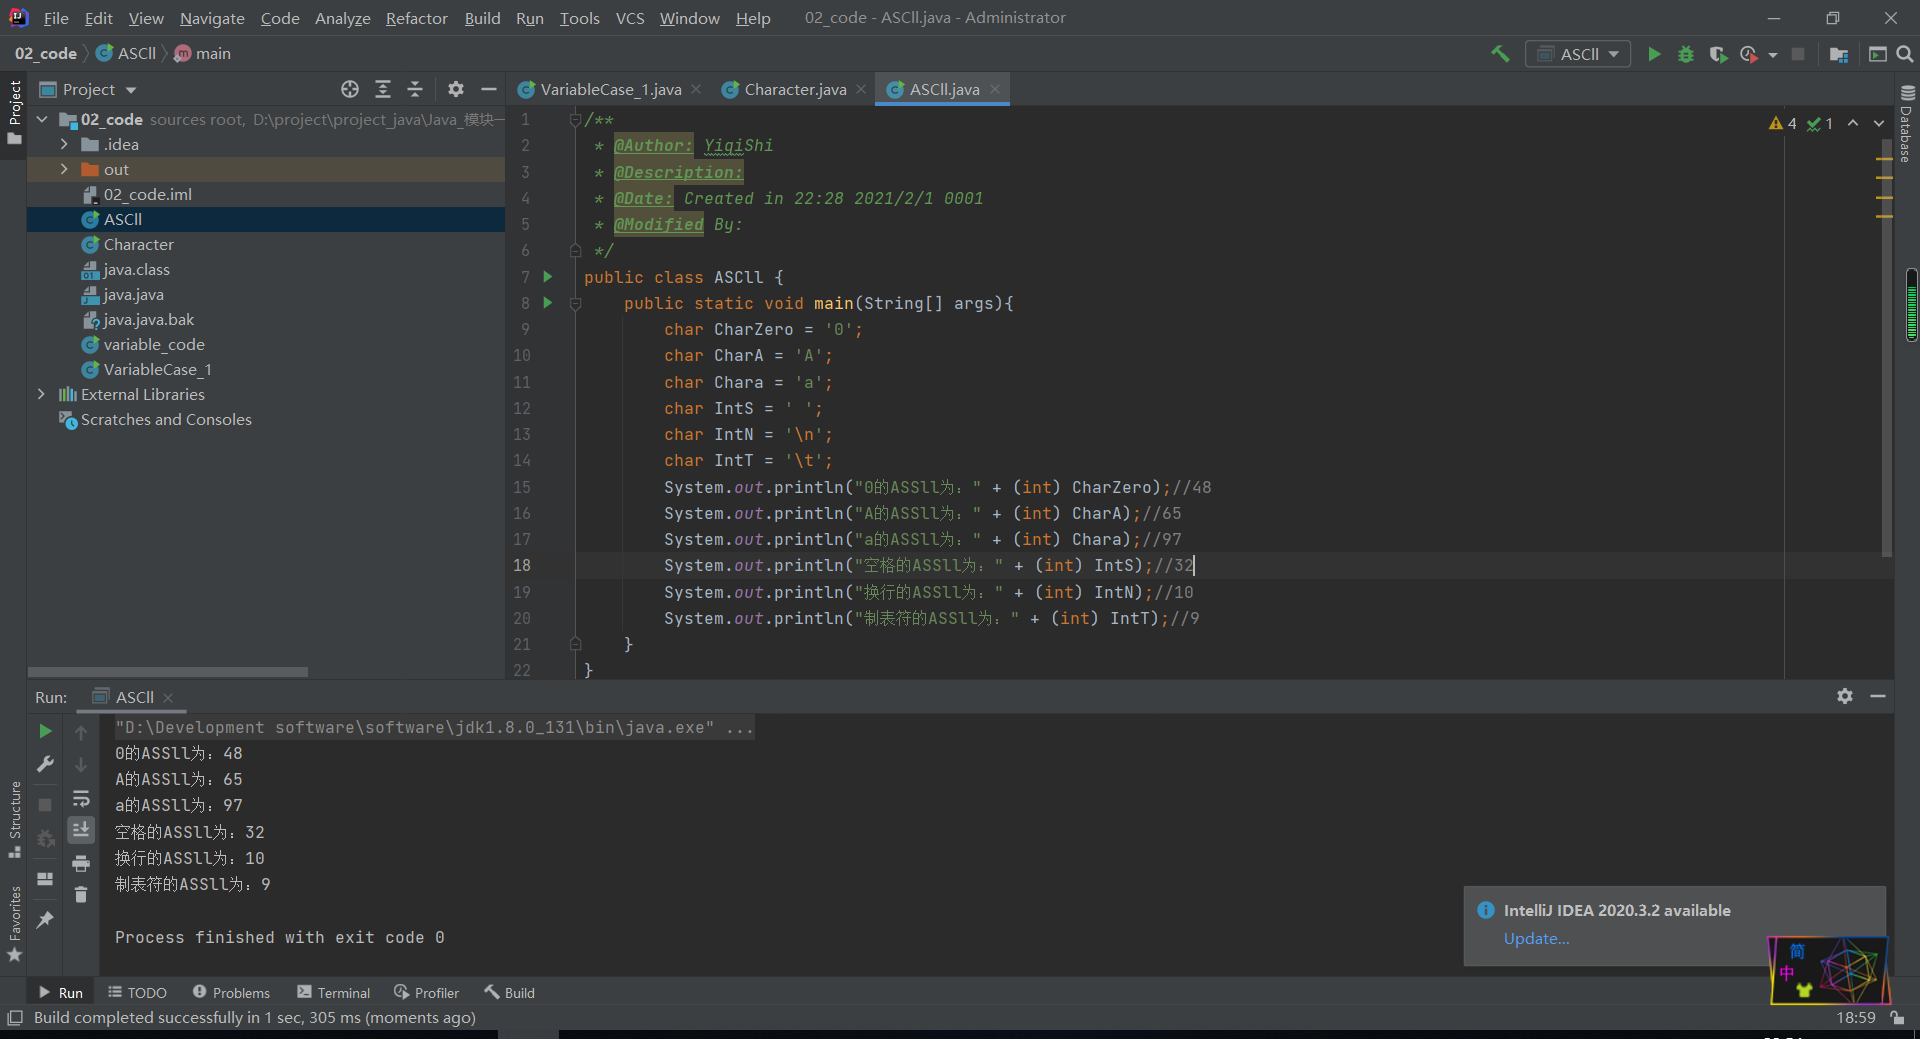 File Edit View Navigate Code Analyze Refactor Build Run Tools VCS Window Help 02_code - ASCll.java - Administrator
02_code ASCll main
ASCll
Project
Project
VariableCase_1.java Character.java ASCll.java
02_code sources root, D:\project\project_java\Java_模块一
.idea
out
02_code.iml
ASCll
Character
java.class
java.java
java.java.bak
variable_code
VariableCase_1
External Libraries
Scratches and Consoles
4 1
Database
1 /**
2 * @Author: YiqiShi
3 * @Description:
4 * @Date: Created in 22:28 2021/2/1 0001
5 * @Modified By:
6 */
7 public class ASCll {
8 public static void main(String[] args){
9 char CharZero = '0';
10 char CharA = 'A';
11 char Chara = 'a';
12 char IntS = ' ';
13 char IntN = '\n';
14 char IntT = '\t';
15 System.out.println("0的ASSll为：" + (int) CharZero);//48
16 System.out.println("A的ASSll为：" + (int) CharA);//65
17 System.out.println("a的ASSll为：" + (int) Chara);//97
18 System.out.println("空格的ASSll为：" + (int) IntS);//32
19 System.out.println("换行的ASSll为：" + (int) IntN);//10
20 System.out.println("制表符的ASSll为：" + (int) IntT);//9
21 }
22 }
Run: ASCll
"D:\Development software\software\jdk1.8.0_131\bin\java.exe" ...
0的ASSll为：48
A的ASSll为：65
a的ASSll为：97
空格的ASSll为：32
换行的ASSll为：10
制表符的ASSll为：9
Process finished with exit code 0
Structure
Favorites
IntelliJ IDEA 2020.3.2 available
Update...
简
中
Run TODO Problems Terminal Profiler Build
Build completed successfully in 1 sec, 305 ms (moments ago)
18:59